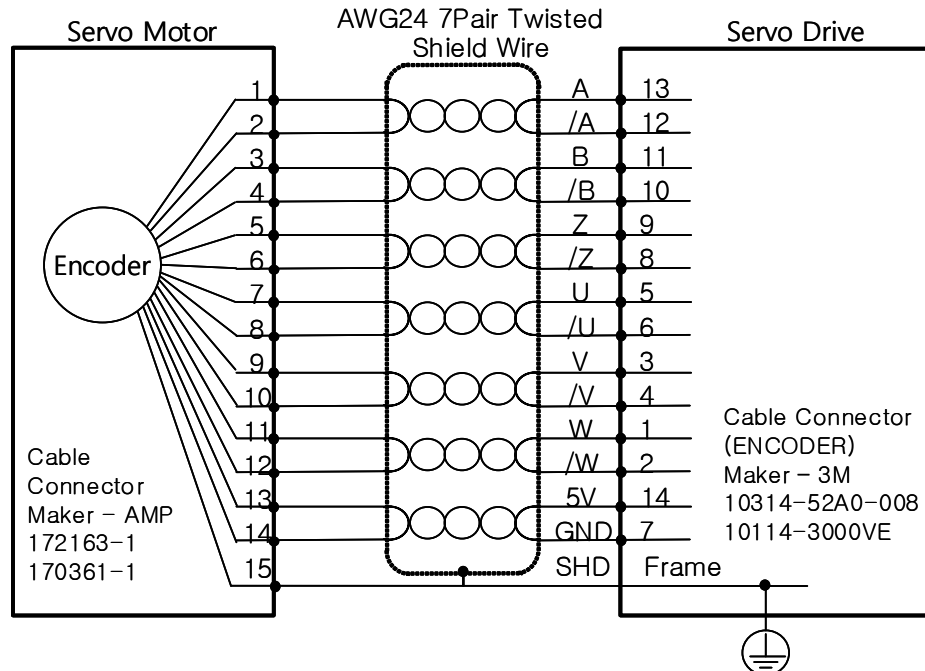 AWG24 7Pair Twisted
Shield Wire
Servo Motor
Servo Drive
1 A 13
2 /A 12
3 B 11
4 /B 10
5 Z 9
6 /Z 8
7 U 5
8 /U 6
9 V 3
10 /V 4
11 W 1
12 /W 2
13 5V 14
14 GND 7
15 SHD Frame
Encoder
Cable
Connector
Maker - AMP
172163-1
170361-1
Cable Connector
(ENCODER)
Maker - 3M
10314-52A0-008
10114-3000VE